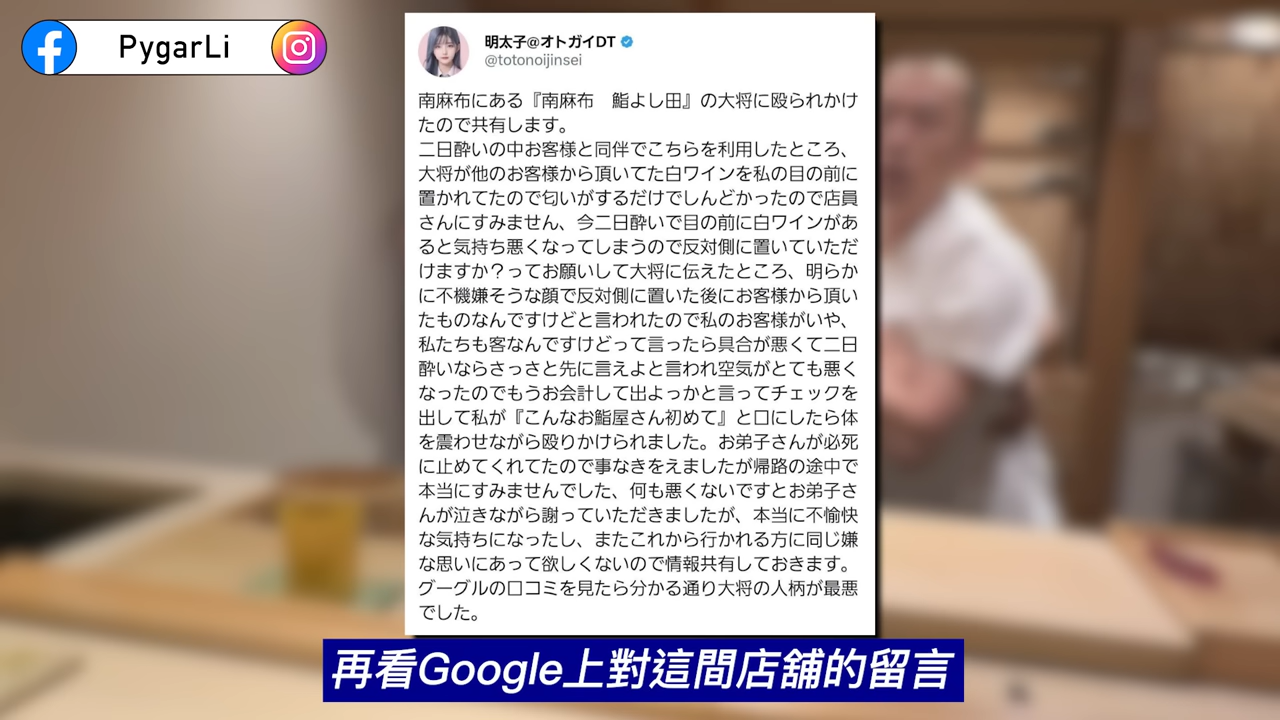 PygarLi
明太子@オトガイDT
@totonoijinsei
南麻布にある『南麻布　鮨よし田』の大将に殴られかけ
たので共有します。
二日酔いの中お客様と同伴でこちらを利用したところ、
大将が他のお客様から頂いてた白ワインを私の目の前に
置かれてたので匂いがするだけでしんどかったので店員
さんにすみません、今二日酔いで目の前に白ワインがあ
ると気持ち悪くなってしまうので反対側に置いていただ
けますか？ってお願いして大将に伝えたところ、明らか
に不機嫌そうな顔で反対側に置いた後にお客様から頂い
たものなんですけどと言われたので私のお客様がいや、
私たちも客なんですけどって言ったら具合が悪くて二日
酔いならさっさと先に言えよと言われ空気がとても悪く
なったのでもうお会計して出よっかと言ってチェックを
出して私が『こんなお鮨屋さん初めて』と口にしたら体
を震わせながら殴りかけられました。お弟子さんが必死
に止めてくれてたので事なきをえましたが帰路の途中で
本当にすみませんでした、何も悪くないですとお弟子さ
んが泣きながら謝っていただきましたが、本当に不愉快
な気持ちになったし、またこれから行かれる方に同じ嫌
な思いにあって欲しくないので情報共有しておきます。
グーグルの口コミを見たら分かる通り大将の人柄が最悪
でした。
再看Google上對這間店舖的留言